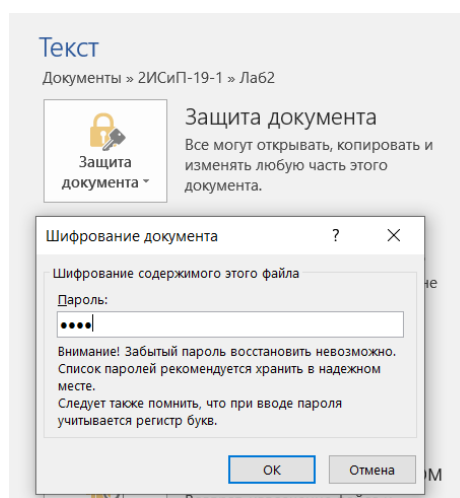 Текст
Документы » 2ИСиП-19-1 » Лаб2
Защита документа
Все могут открывать, копировать и
изменять любую часть этого
документа.
Защита
документа
Шифрование документа ? ×
Шифрование содержимого этого файла
Пароль:
••••
Внимание! Забытый пароль восстановить невозможно.
Список паролей рекомендуется хранить в надежном
месте.
Следует также помнить, что при вводе пароля
учитывается регистр букв.
ОК Отмена